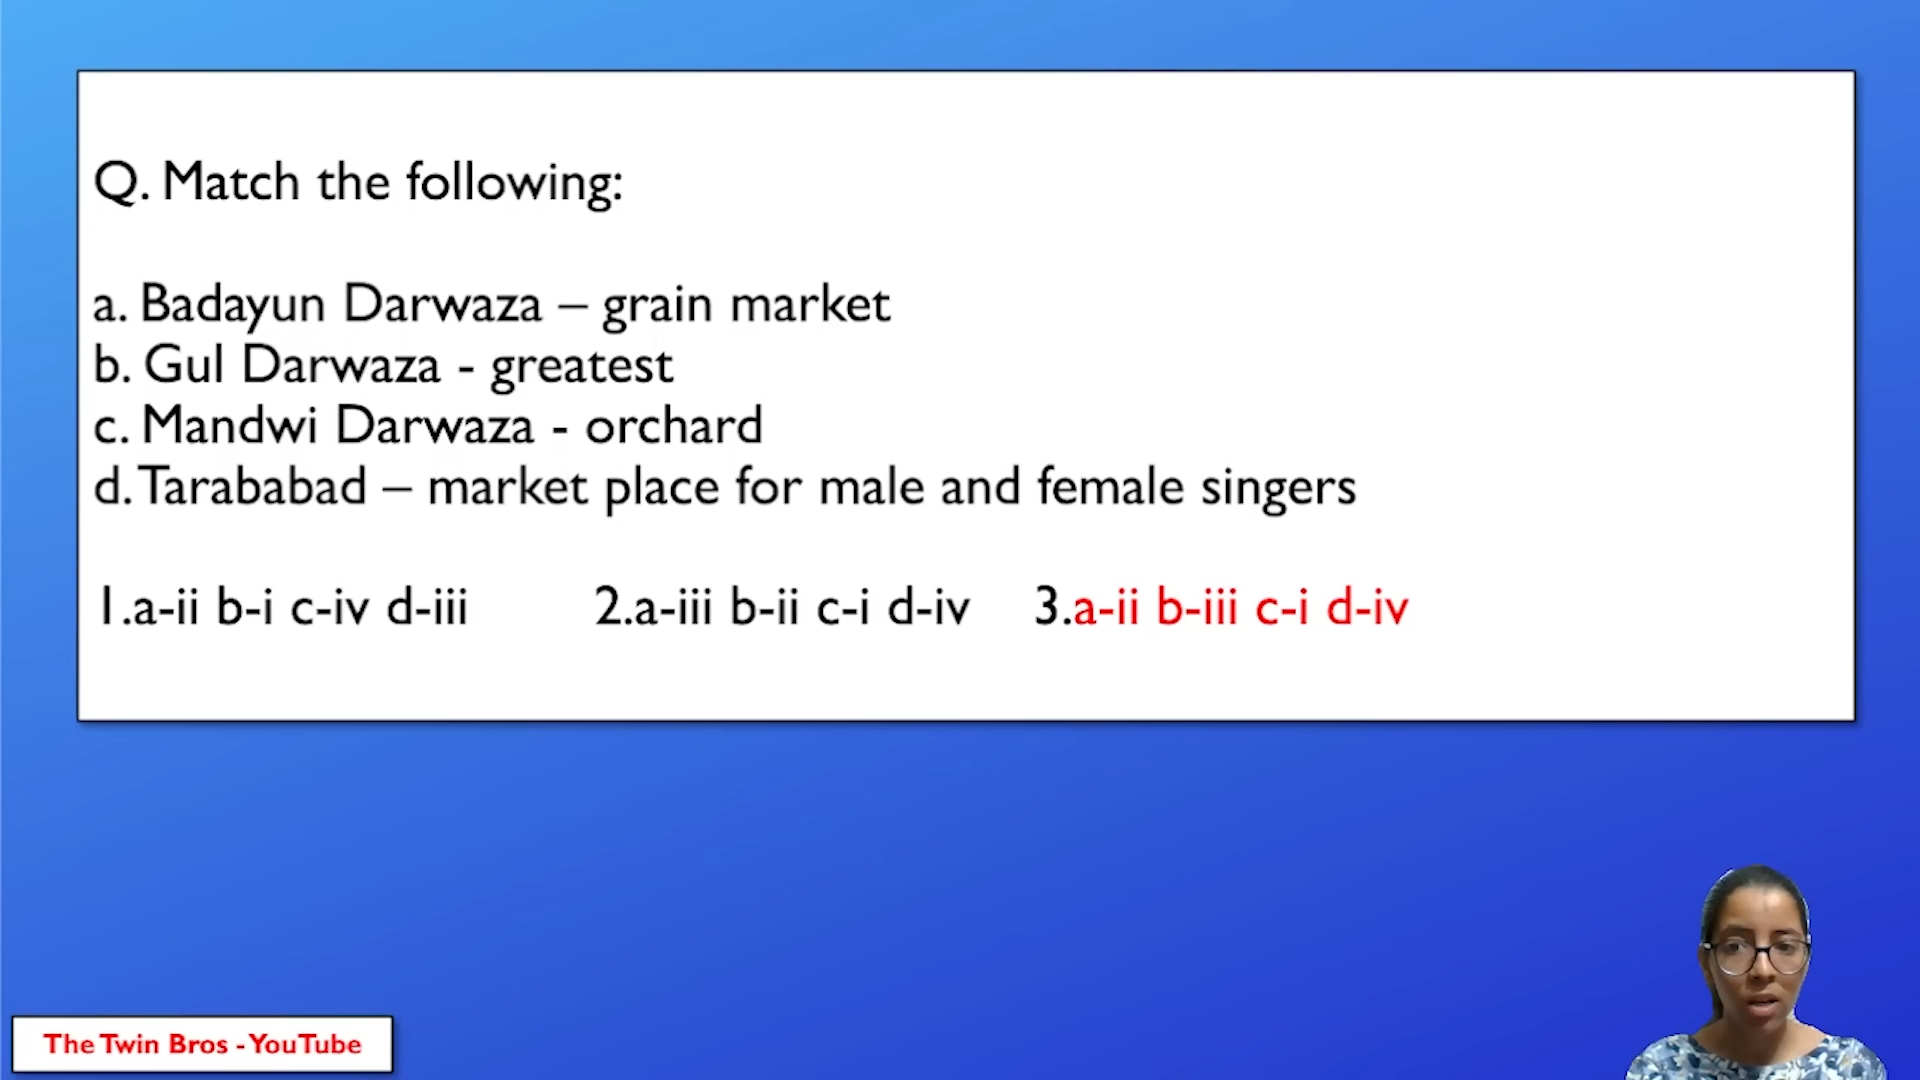 Q. Match the following:
a. Badayun Darwaza – grain market
b. Gul Darwaza - greatest
c. Mandwi Darwaza - orchard
d. Tarababad – market place for male and female singers
1.a-ii b-i c-iv d-iii 2.a-iii b-ii c-i d-iv 3.a-ii b-iii c-i d-iv
The Twin Bros - YouTube